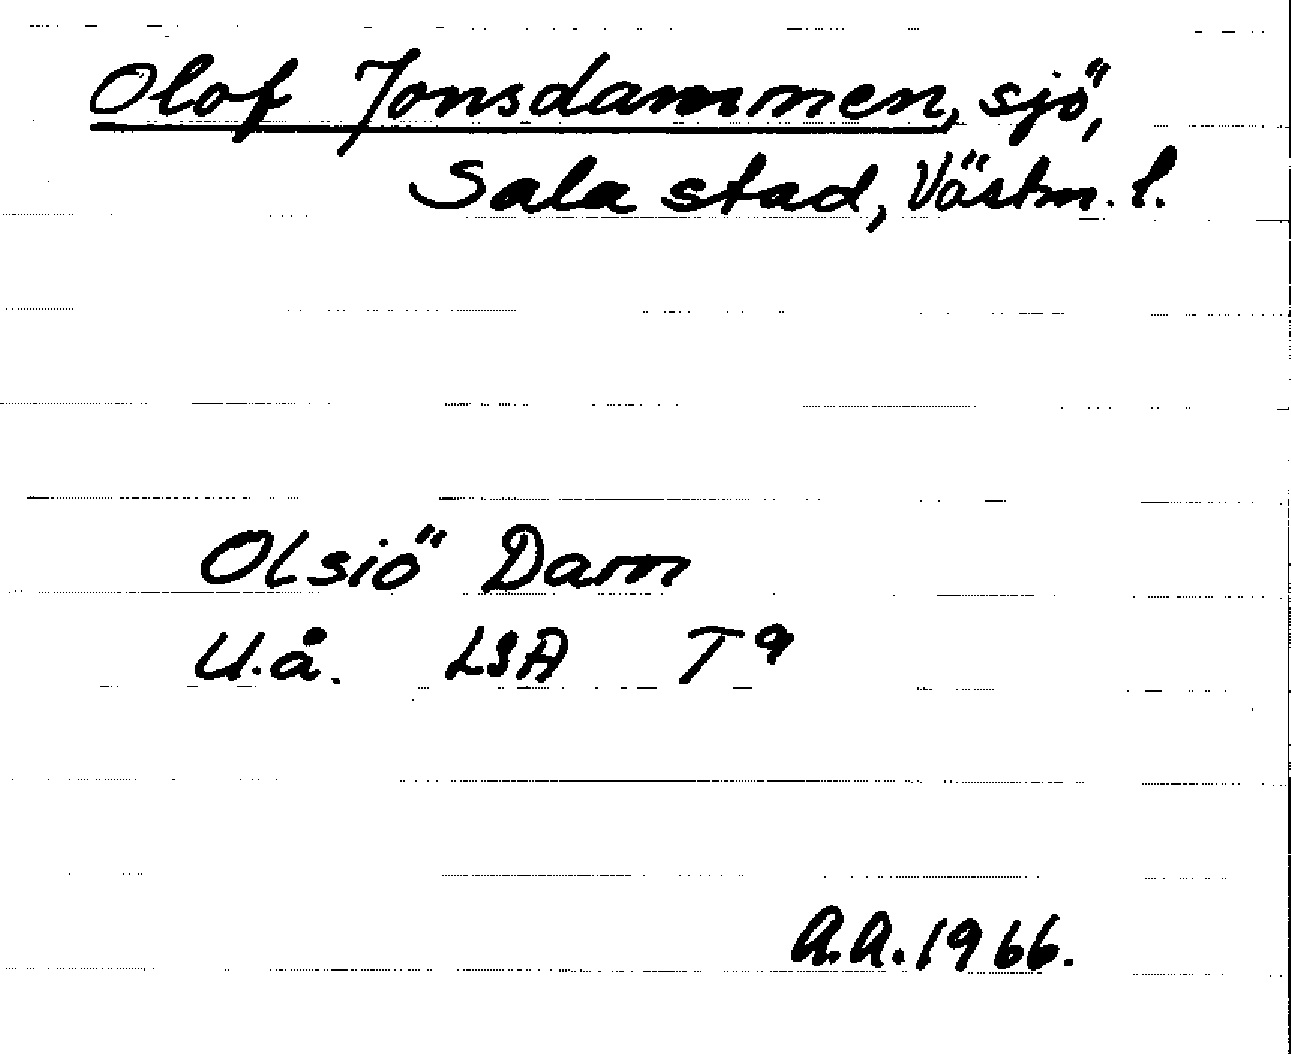 Olof Jonsdammen, sjö,
Sala stad, Västm. l.
Olsiö Dam
U.å. LSA T9
A.A. 1966.